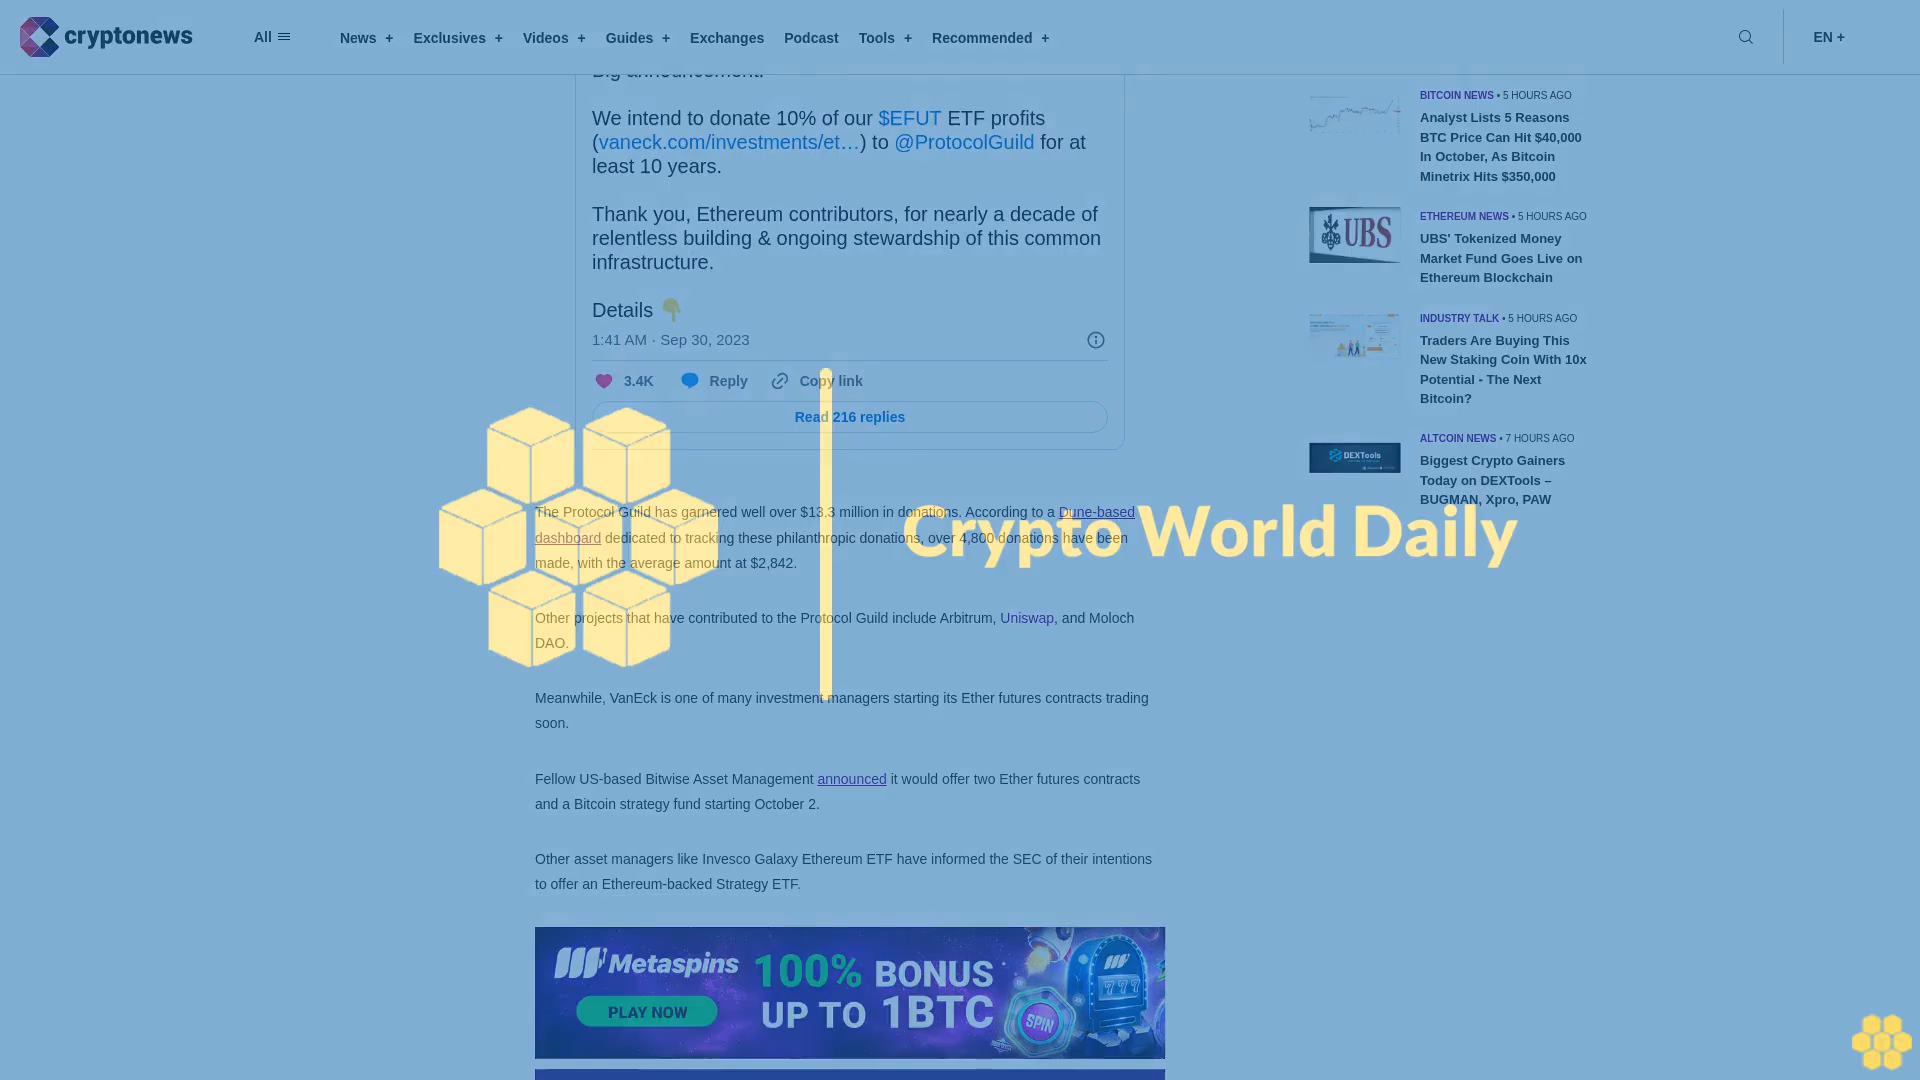 cryptonews
All
News +
Exclusives +
Videos +
Guides +
Exchanges
Podcast
Tools +
Recommended +
EN +
Big announcement:
We intend to donate 10% of our $EFUT ETF profits
(vaneck.com/investments/et…) to @ProtocolGuild for at
least 10 years.
Thank you, Ethereum contributors, for nearly a decade of
relentless building & ongoing stewardship of this common
infrastructure.
Details 👇
1:41 AM · Sep 30, 2023
3.4K
Reply
Copy link
Read 216 replies
The Protocol Guild has garnered well over $13.3 million in donations. According to a Dune-based
dashboard dedicated to tracking these philanthropic donations, over 4,800 donations have been
made, with the average amount at $2,842.
Other projects that have contributed to the Protocol Guild include Arbitrum, Uniswap, and Moloch
DAO.
Meanwhile, VanEck is one of many investment managers starting its Ether futures contracts trading
soon.
Fellow US-based Bitwise Asset Management announced it would offer two Ether futures contracts
and a Bitcoin strategy fund starting October 2.
Other asset managers like Invesco Galaxy Ethereum ETF have informed the SEC of their intentions
to offer an Ethereum-backed Strategy ETF.
Metaspins
PLAY NOW
100% BONUS
UP TO 1BTC
777
SPIN
BITCOIN NEWS • 5 HOURS AGO
Analyst Lists 5 Reasons
BTC Price Can Hit $40,000
In October, As Bitcoin
Minetrix Hits $350,000
UBS
ETHEREUM NEWS • 5 HOURS AGO
UBS' Tokenized Money
Market Fund Goes Live on
Ethereum Blockchain
INDUSTRY TALK • 5 HOURS AGO
Traders Are Buying This
New Staking Coin With 10x
Potential - The Next
Bitcoin?
DEXTools
ALTCOIN NEWS • 7 HOURS AGO
Biggest Crypto Gainers
Today on DEXTools –
BUGMAN, Xpro, PAW
Crypto World Daily